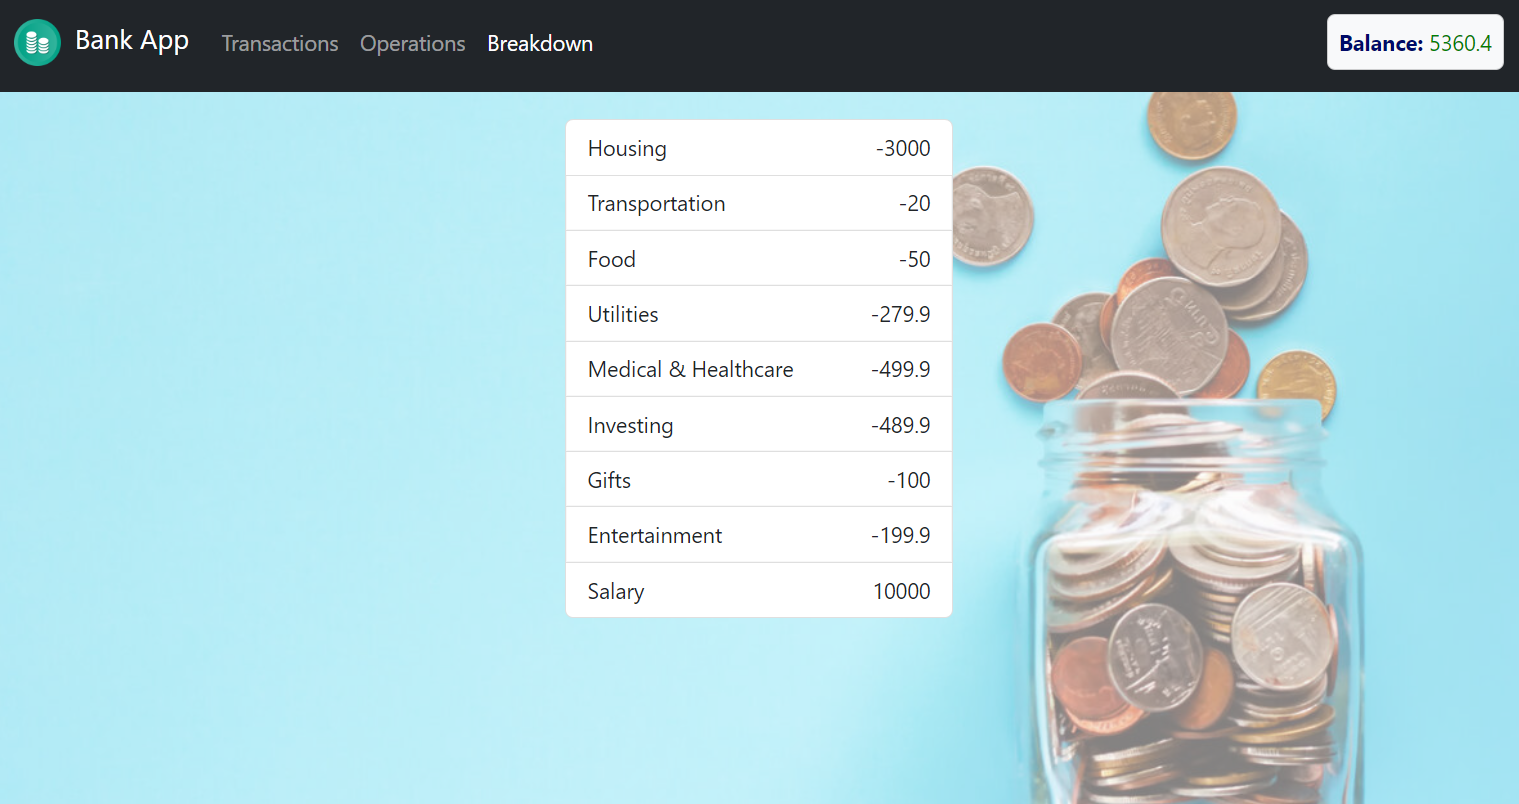 Bank App Transactions Operations Breakdown Balance: 5360.4
Housing -3000
Transportation -20
Food -50
Utilities -279.9
Medical & Healthcare -499.9
Investing -489.9
Gifts -100
Entertainment -199.9
Salary 10000